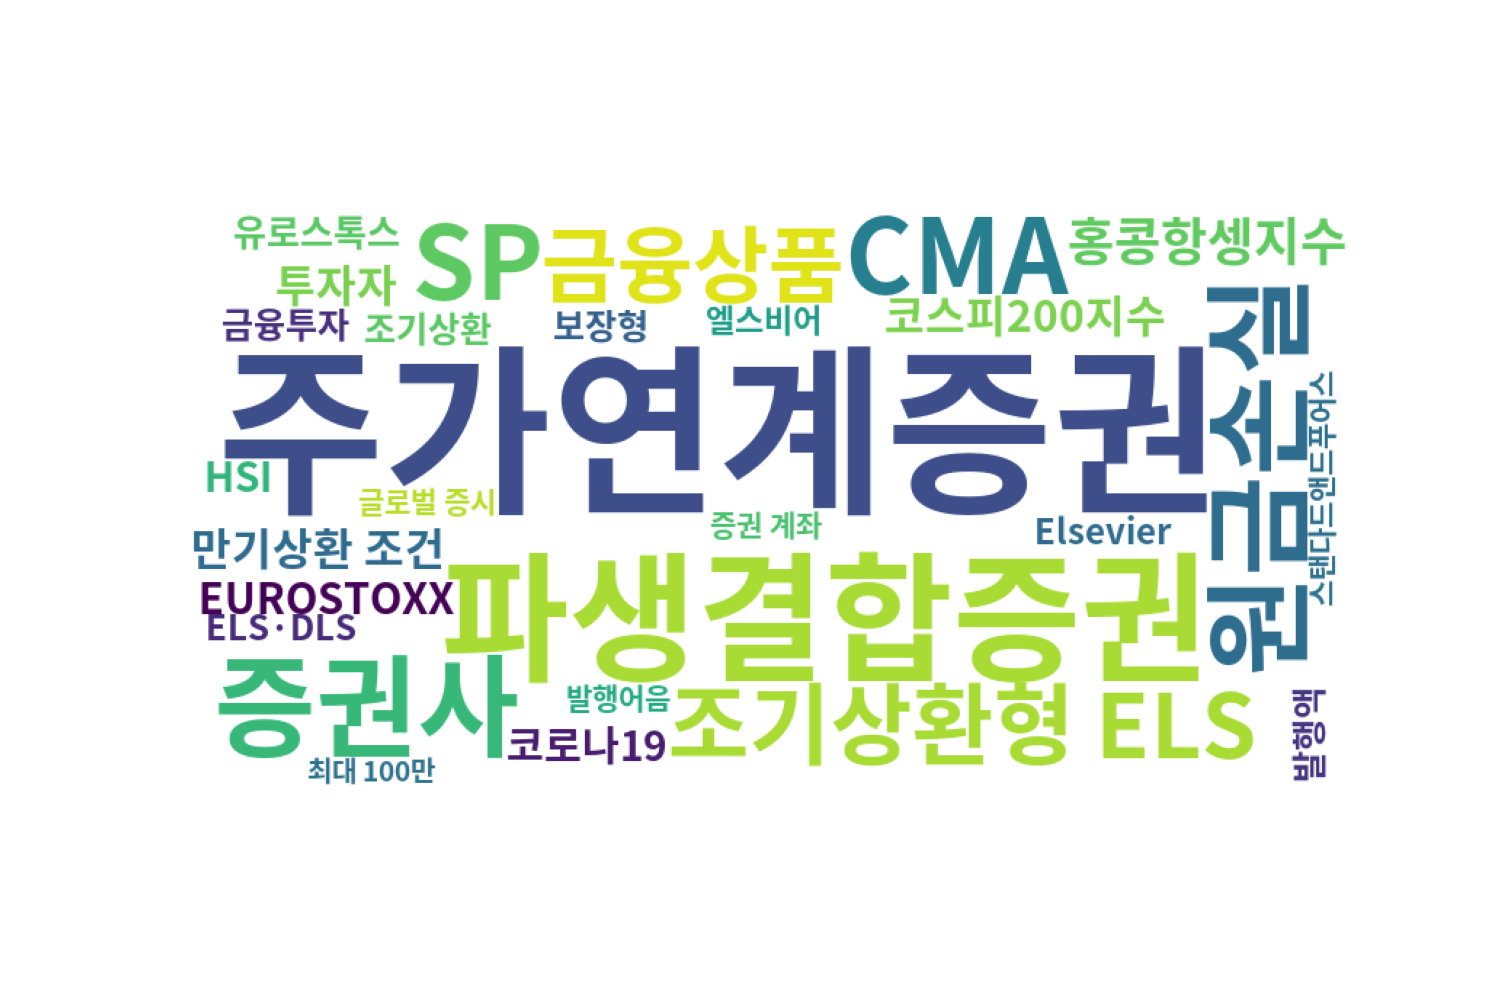 유로스톡스
SP
금융상품
CMA
홍콩항셍지수
투자자
금융투자
조기상환
보장형
엘스비어
코스피200지수
주가연계증권
원금손실
스탠다드앤드푸어스
HSI
글로벌 증시
증권 계좌
Elsevier
만기상환 조건
파생결합증권
EUROSTOXX
ELS·DLS
증권사
발행어음
조기상환형 ELS
코로나19
발행액
최대 100만